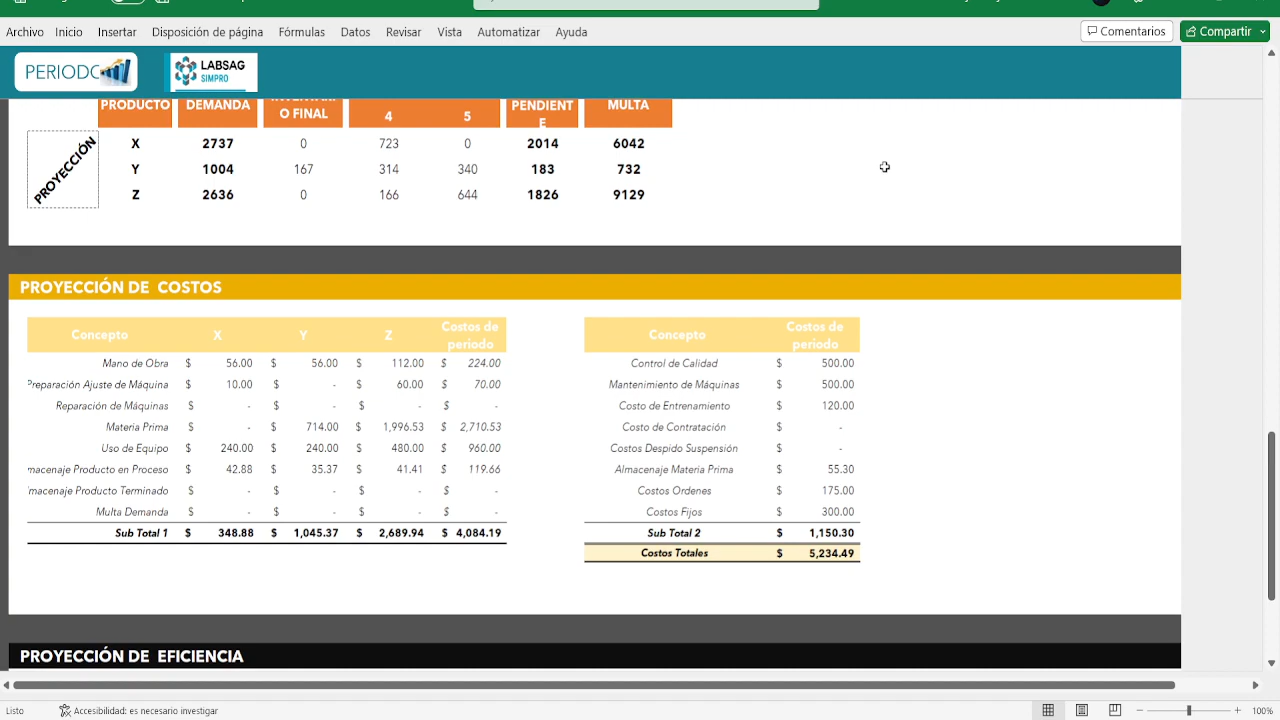 Archivo Inicio Insertar Disposición de página Fórmulas Datos Revisar Vista Automatizar Ayuda Comentarios Compartir
PERIODO LABSAG
SIMPRO
PRODUCTO DEMANDA O FINAL 4 5 PENDIENT
E MULTA
PROYECCIÓN
X 2737 0 723 0 2014 6042
Y 1004 167 314 340 183 732
Z 2636 0 166 644 1826 9129
PROYECCIÓN DE COSTOS
Concepto X Y Z Costos de
periodo
Mano de Obra $ 56.00 $ 56.00 $ 112.00 $ 224.00
Preparación Ajuste de Máquina $ 10.00 $ - $ 60.00 $ 70.00
Reparación de Máquinas $ - $ - $ - $ -
Materia Prima $ - $ 714.00 $ 1,996.53 $ 2,710.53
Uso de Equipo $ 240.00 $ 240.00 $ 480.00 $ 960.00
macenaje Producto en Proceso $ 42.88 $ 35.37 $ 41.41 $ 119.66
macenaje Producto Terminado $ - $ - $ - $ -
Multa Demanda $ - $ - $ - $ -
Sub Total 1 $ 348.88 $ 1,045.37 $ 2,689.94 $ 4,084.19
Concepto Costos de
periodo
Control de Calidad $ 500.00
Mantenimiento de Máquinas $ 500.00
Costo de Entrenamiento $ 120.00
Costo de Contratación $ -
Costos Despido Suspensión $ -
Almacenaje Materia Prima $ 55.30
Costos Ordenes $ 175.00
Costos Fijos $ 300.00
Sub Total 2 $ 1,150.30
Costos Totales $ 5,234.49
PROYECCIÓN DE EFICIENCIA
Listo Accesibilidad: es necesario investigar 100%